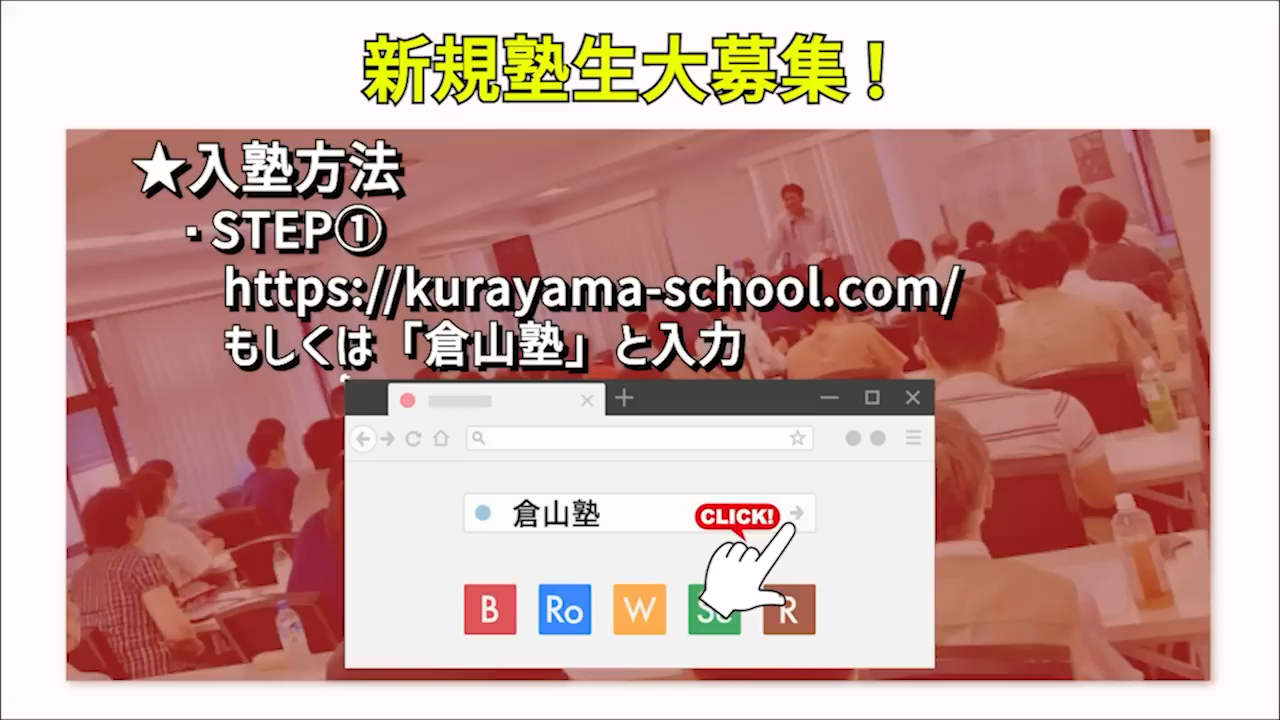 新規塾生大募集！
★入塾方法
・STEP①
https://kurayama-school.com/
もしくは「倉山塾」と入力
倉山塾
CLICK!
B Ro W Sc R